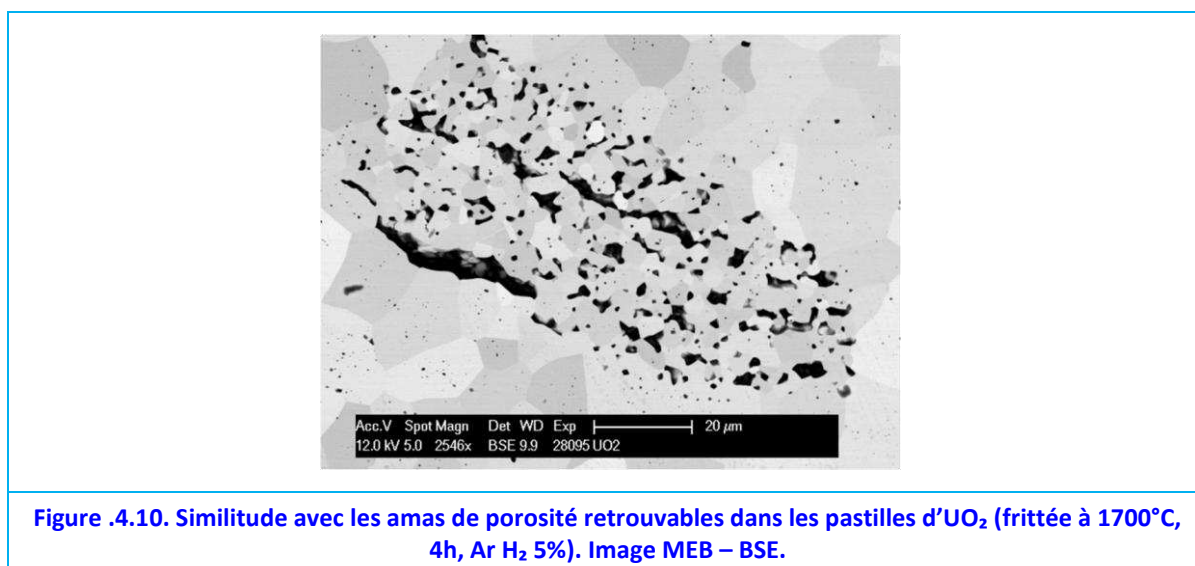 Acc.V Spot Magn Det WD Exp 20 µm
12.0 kV 5.0 2546x BSE 9.9 28095 UO2
Figure .4.10. Similitude avec les amas de porosité retrouvables dans les pastilles d’UO₂ (frittée à 1700°C,
4h, Ar H₂ 5%). Image MEB – BSE.